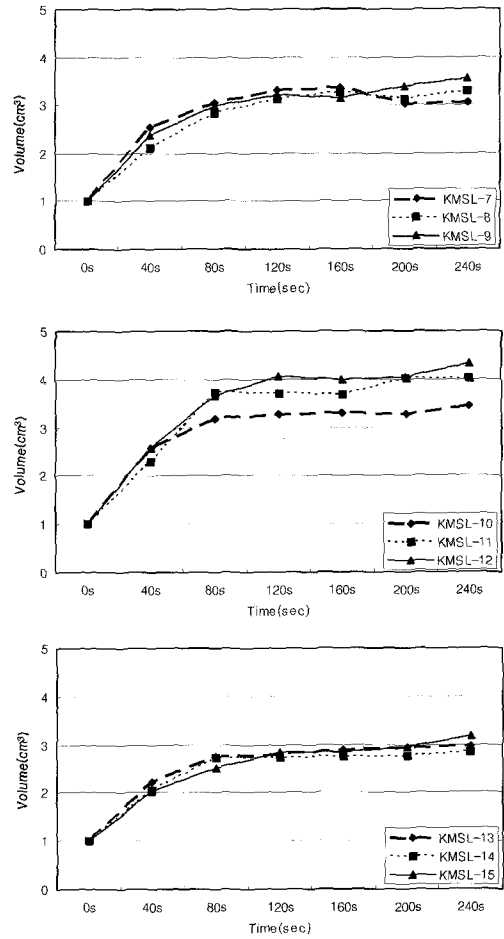 5
4
3
2
1
0
Volume(cm³)
0s 40s 80s 120s 160s 200s 240s
Time(sec)
KMSL-7
KMSL-8
KMSL-9
5
4
3
2
1
0
Volume(cm³)
0s 40s 80s 120s 160s 200s 240s
Time(sec)
KMSL-10
KMSL-11
KMSL-12
5
4
3
2
1
0
Volume(cm³)
0s 40s 80s 120s 160s 200s 240s
Time(sec)
KMSL-13
KMSL-14
KMSL-15